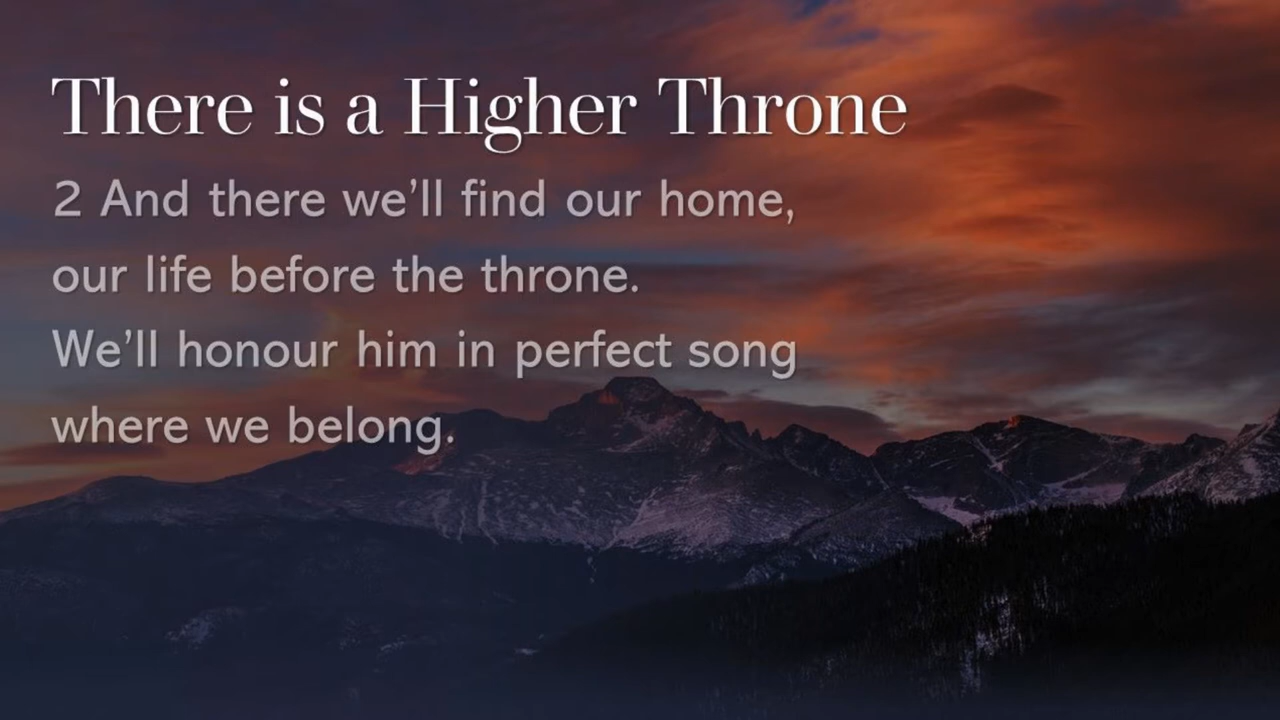 There is a Higher Throne
2 And there we’ll find our home,
our life before the throne.
We’ll honour him in perfect song
where we belong.